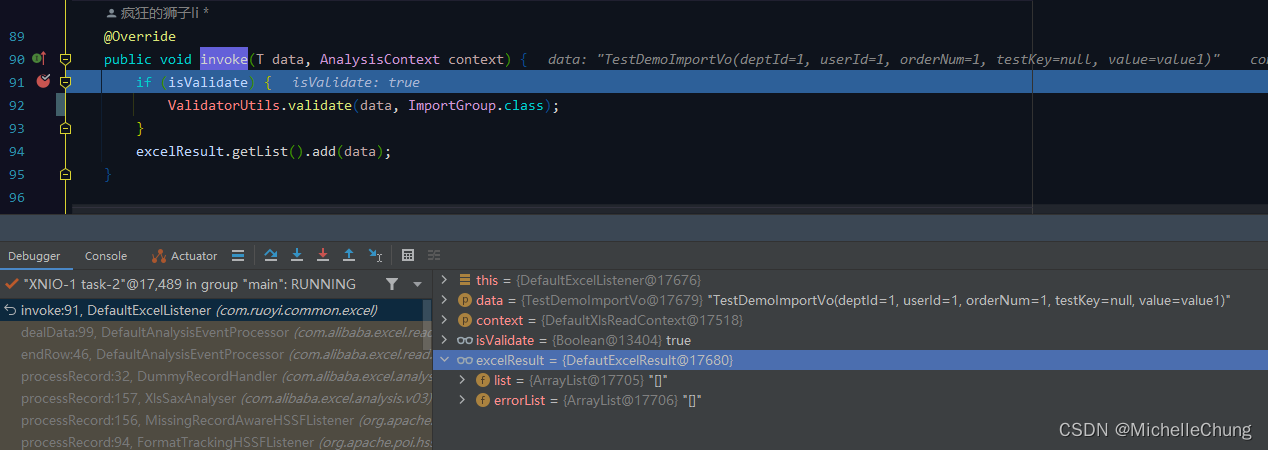 疯狂的狮子li *
89 @Override
90 public void invoke(T data, AnalysisContext context) { data: "TestDemoImportVo(deptId=1, userId=1, orderNum=1, testKey=null, value=value1)" con
91 if (isValidate) { isValidate: true
92 ValidatorUtils.validate(data, ImportGroup.class);
93 }
94 excelResult.getList().add(data);
95 }
96
Debugger Console Actuator
"XNIO-1 task-2"@17,489 in group "main": RUNNING
invoke:91, DefaultExcelListener (com.ruoyi.common.excel)
dealData:99, DefaultAnalysisEventProcessor (com.alibaba.excel.read
endRow:46, DefaultAnalysisEventProcessor (com.alibaba.excel.read.
processRecord:32, DummyRecordHandler (com.alibaba.excel.analys
processRecord:157, XlsSaxAnalyser (com.alibaba.excel.analysis.v03)
processRecord:156, MissingRecordAwareHSSFListener (org.apache.
processRecord:94, FormatTrackingHSSFListener (org.apache.poi.hs
this = {DefaultExcelListener@17676}
data = {TestDemoImportVo@17679} "TestDemoImportVo(deptId=1, userId=1, orderNum=1, testKey=null, value=value1)"
context = {DefaultXlsReadContext@17518}
isValidate = {Boolean@13404} true
excelResult = {DefautExcelResult@17680}
list = {ArrayList@17705} "[]"
errorList = {ArrayList@17706} "[]"
CSDN @MichelleChung